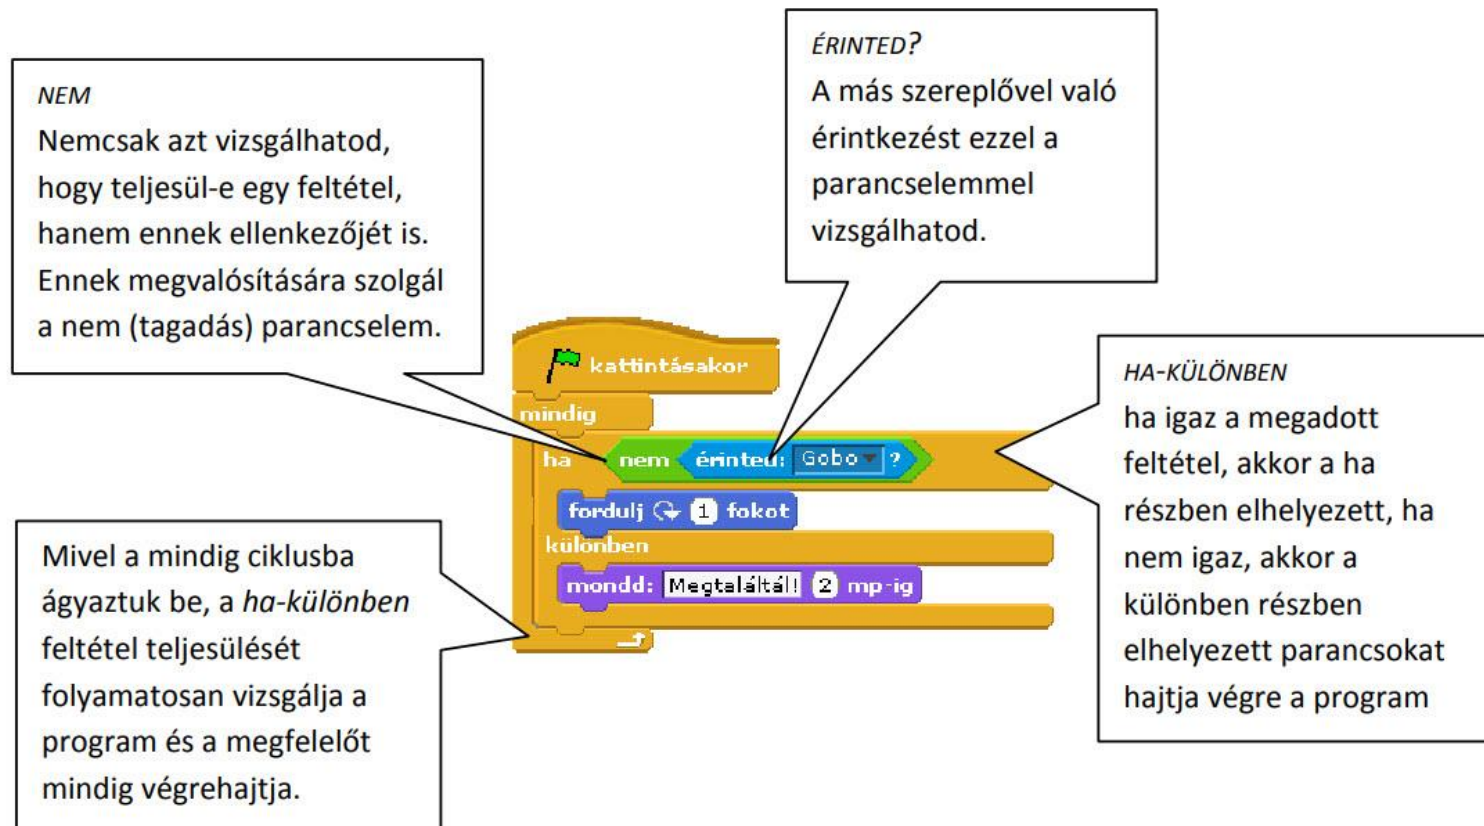 NEM
Nemcsak azt vizsgálhatod,
hogy teljesül-e egy feltétel,
hanem ennek ellenkezőjét is.
Ennek megvalósítására szolgál
a nem (tagadás) parancselem.
ÉRINTED?
A más szereplővel való
érintkezést ezzel a
parancselemmel
vizsgálhatod.
kattintásakor
mindig
ha nem érinted: Gobo ?
fordulj 1 fokot
különben
mondd: Megtaláltál! 2 mp-ig
HA-KÜLÖNBEN
ha igaz a megadott
feltétel, akkor a ha
részben elhelyezett, ha
nem igaz, akkor a
különben részben
elhelyezett parancsokat
hajtja végre a program
Mivel a mindig ciklusba
ágyaztuk be, a ha-különben
feltétel teljesülését
folyamatosan vizsgálja a
program és a megfelelőt
mindig végrehajtja.